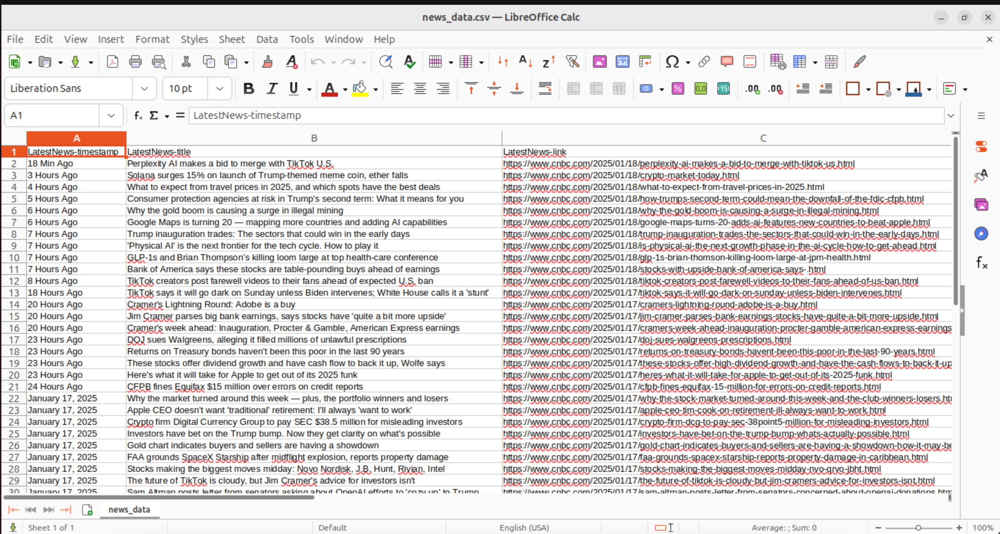 news_data.csv — LibreOffice Calc
File Edit View Insert Format Styles Sheet Data Tools Window Help
Liberation Sans 10 pt
A1 LatestNews-timestamp
A B C
1 LatestNews-timestamp LatestNews-title LatestNews-link
2 18 Min Ago Perplexity AI makes a bid to merge with TikTok U.S. https://www.cnbc.com/2025/01/18/perplexity-ai-makes-a-bid-to-merge-with-tiktok-us.html
3 3 Hours Ago Solana surges 15% on launch of Trump-themed meme coin, ether falls https://www.cnbc.com/2025/01/18/crypto-market-today.html
4 4 Hours Ago What to expect from travel prices in 2025, and which spots have the best deals https://www.cnbc.com/2025/01/18/what-to-expect-from-travel-prices-in-2025.html
5 5 Hours Ago Consumer protection agencies at risk in Trump's second term: What it means for you https://www.cnbc.com/2025/01/18/how-trumps-second-term-could-mean-the-downfall-of-the-fdic-cfpb.html
6 6 Hours Ago Why the gold boom is causing a surge in illegal mining https://www.cnbc.com/2025/01/18/why-the-gold-boom-is-causing-a-surge-in-illegal-mining.html
7 6 Hours Ago Google Maps is turning 20 — mapping more countries and adding AI capabilities https://www.cnbc.com/2025/01/18/google-maps-turns-20-adds-ai-features-new-countries-to-beat-apple.html
8 7 Hours Ago Trump inauguration trades: The sectors that could win in the early days https://www.cnbc.com/2025/01/18/trump-inauguration-trades-the-sectors-that-could-win-in-the-early-days.html
9 7 Hours Ago 'Physical AI' is the next frontier for the tech cycle. How to play it https://www.cnbc.com/2025/01/18/is-physical-ai-the-next-growth-phase-in-the-ai-cycle-how-to-get-ahead.html
10 7 Hours Ago GLP-1s and Brian Thompson's killing loom large at top health-care conference https://www.cnbc.com/2025/01/18/glp-1s-brian-thomson-killing-loom-large-at-jpm-health.html
11 7 Hours Ago Bank of America says these stocks are table-pounding buys ahead of earnings https://www.cnbc.com/2025/01/18/stocks-with-upside-bank-of-america-says-.html
12 8 Hours Ago TikTok creators post farewell videos to their fans ahead of expected U.S. ban https://www.cnbc.com/2025/01/18/tiktok-creators-post-farewell-videos-to-their-fans-ahead-of-us-ban.html
13 18 Hours Ago TikTok says it will go dark on Sunday unless Biden intervenes; White House calls it a 'stunt' https://www.cnbc.com/2025/01/17/tiktok-says-it-will-go-dark-on-sunday-unless-biden-intervenes.html
14 20 Hours Ago Cramer's Lightning Round: Adobe is a buy https://www.cnbc.com/2025/01/17/cramers-lightning-round-adobe-is-a-buy.html
15 20 Hours Ago Jim Cramer parses big bank earnings, says stocks have 'quite a bit more upside' https://www.cnbc.com/2025/01/17/jim-cramer-parses-bank-earnings-stocks-have-quite-a-bit-more-upside.html
16 20 Hours Ago Cramer's week ahead: Inauguration, Procter & Gamble, American Express earnings https://www.cnbc.com/2025/01/17/cramers-week-ahead-inauguration-procter-gamble-american-express-earnings
17 23 Hours Ago DOJ sues Walgreens, alleging it filled millions of unlawful prescriptions https://www.cnbc.com/2025/01/17/doj-sues-walgreens-prescriptions.html
18 23 Hours Ago Returns on Treasury bonds haven't been this poor in the last 90 years https://www.cnbc.com/2025/01/17/returns-on-treasury-bonds-havent-been-this-poor-in-the-last-90-years.html
19 23 Hours Ago These stocks offer dividend growth and have cash flow to back it up, Wolfe says https://www.cnbc.com/2025/01/17/these-stocks-offer-high-dividend-growth-and-have-the-cash-flows-to-back-it-up
20 23 Hours Ago Here's what it will take for Apple to get out of its 2025 funk https://www.cnbc.com/2025/01/17/heres-what-it-will-take-for-apple-to-get-out-of-its-2025-funk.html
21 24 Hours Ago CFPB fines Equifax $15 million over errors on credit reports https://www.cnbc.com/2025/01/17/cfpb-fines-equifax-15-million-for-errors-on-credit-reports.html
22 January 17, 2025 Why the market turned around this week — plus, the portfolio winners and losers https://www.cnbc.com/2025/01/17/why-the-stock-market-turned-around-this-week-and-the-club-winners-losers.htm
23 January 17, 2025 Apple CEO doesn't want 'traditional' retirement: I'll always 'want to work' https://www.cnbc.com/2025/01/17/apple-ceo-tim-cook-on-retirement-ill-always-want-to-work.html
24 January 17, 2025 Crypto firm Digital Currency Group to pay SEC $38.5 million for misleading investors https://www.cnbc.com/2025/01/17/crypto-firm-dcg-to-pay-sec-38point5-million-for-misleading-investors.html
25 January 17, 2025 Investors have bet on the Trump bump. Now they get clarity on what's possible https://www.cnbc.com/2025/01/17/investors-have-bet-on-the-trump-bump-whats-actually-possible.html
26 January 17, 2025 Gold chart indicates buyers and sellers are having a showdown https://www.cnbc.com/2025/01/17/gold-chart-indicates-buyers-and-sellers-are-having-a-showdown-how-it-may-be
27 January 17, 2025 FAA grounds SpaceX Starship after midflight explosion, reports property damage https://www.cnbc.com/2025/01/17/faa-grounds-spacex-starship-reports-property-damage-in-caribbean.html
28 January 17, 2025 Stocks making the biggest moves midday: Novo Nordisk, J.B. Hunt, Rivian, Intel https://www.cnbc.com/2025/01/17/stocks-making-the-biggest-moves-midday-nvo-qrvo-jbht.html
29 January 17, 2025 The future of TikTok is cloudy, but Jim Cramer's advice for investors isn't https://www.cnbc.com/2025/01/17/the-future-of-tiktok-is-cloudy-but-jim-cramers-advice-for-investors-isnt.html
30 January 17, 2025 Sam Altman posts letter from senators asking about OpenAI efforts to 'cozy up' to Trump https://www.cnbc.com/2025/01/17/sam-altman-posts-letter-from-senators-concerned-about-openai-donations.htm
news_data
Sheet 1 of 1 Default English (USA) Average: ; Sum: 0 100%